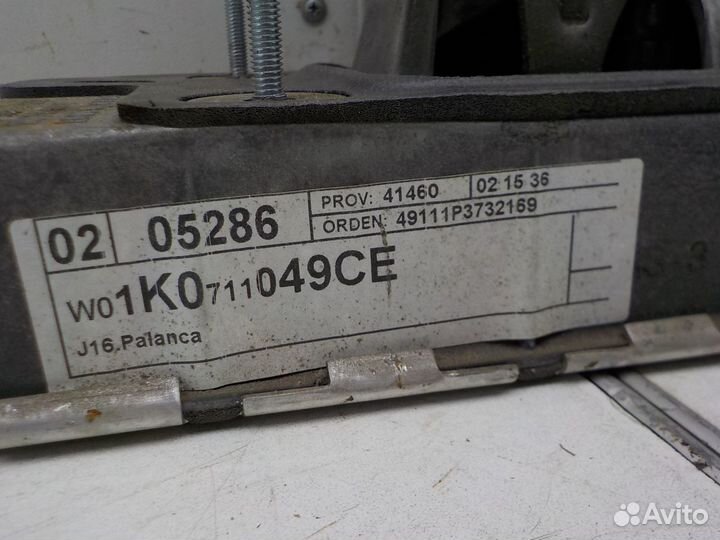 02 05286 PROV: 41460 02 15 36
ORDEN: 49111P3732169
W01K0711049CE
J16.Palanca
Avito